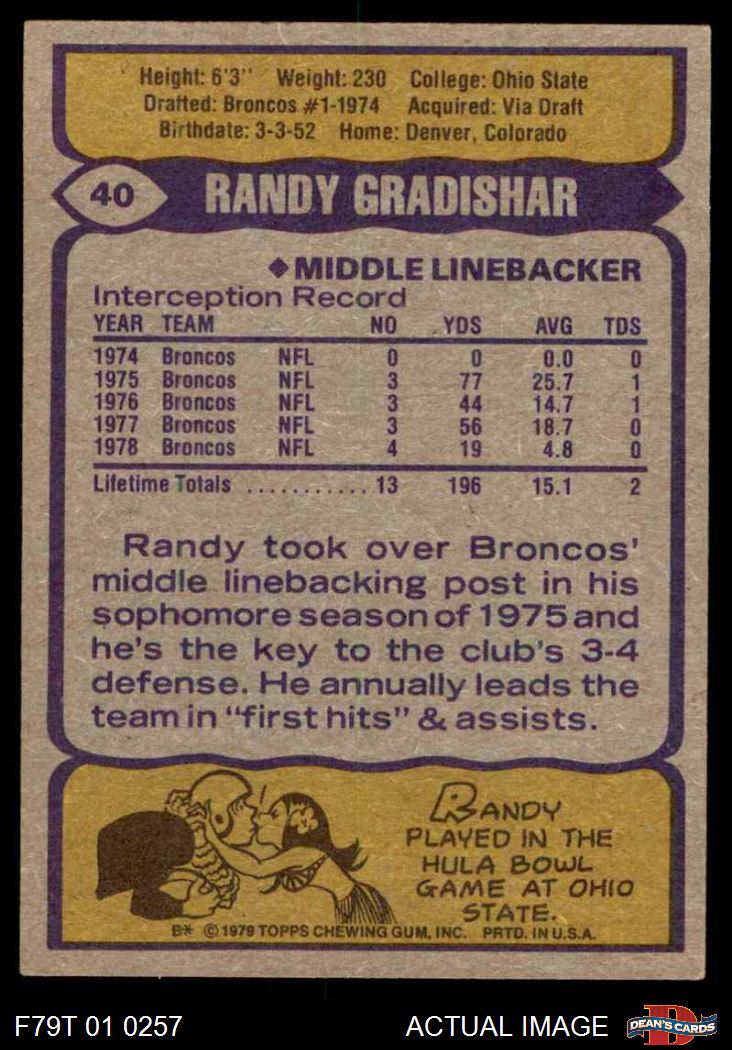 Height: 6'3" Weight: 230 College: Ohio State
Drafted: Broncos #1-1974 Acquired: Via Draft
Birthdate: 3-3-52 Home: Denver, Colorado
40 RANDY GRADISHAR
◆MIDDLE LINEBACKER
Interception Record
YEAR TEAM NO YDS AVG TDS
1974 Broncos NFL 0 0 0.0 0
1975 Broncos NFL 3 77 25.7 1
1976 Broncos NFL 3 44 14.7 1
1977 Broncos NFL 3 56 18.7 0
1978 Broncos NFL 4 19 4.8 0
Lifetime Totals ........... 13 196 15.1 2
Randy took over Broncos'
middle linebacking post in his
sophomore season of 1975 and
he's the key to the club's 3-4
defense. He annually leads the
team in "first hits" & assists.
RANDY
PLAYED IN THE
HULA BOWL
GAME AT OHIO
STATE.
B* © 1979 TOPPS CHEWING GUM, INC. PRTD. IN U.S.A.
F79T 01 0257 ACTUAL IMAGE D DEAN'S CARDS